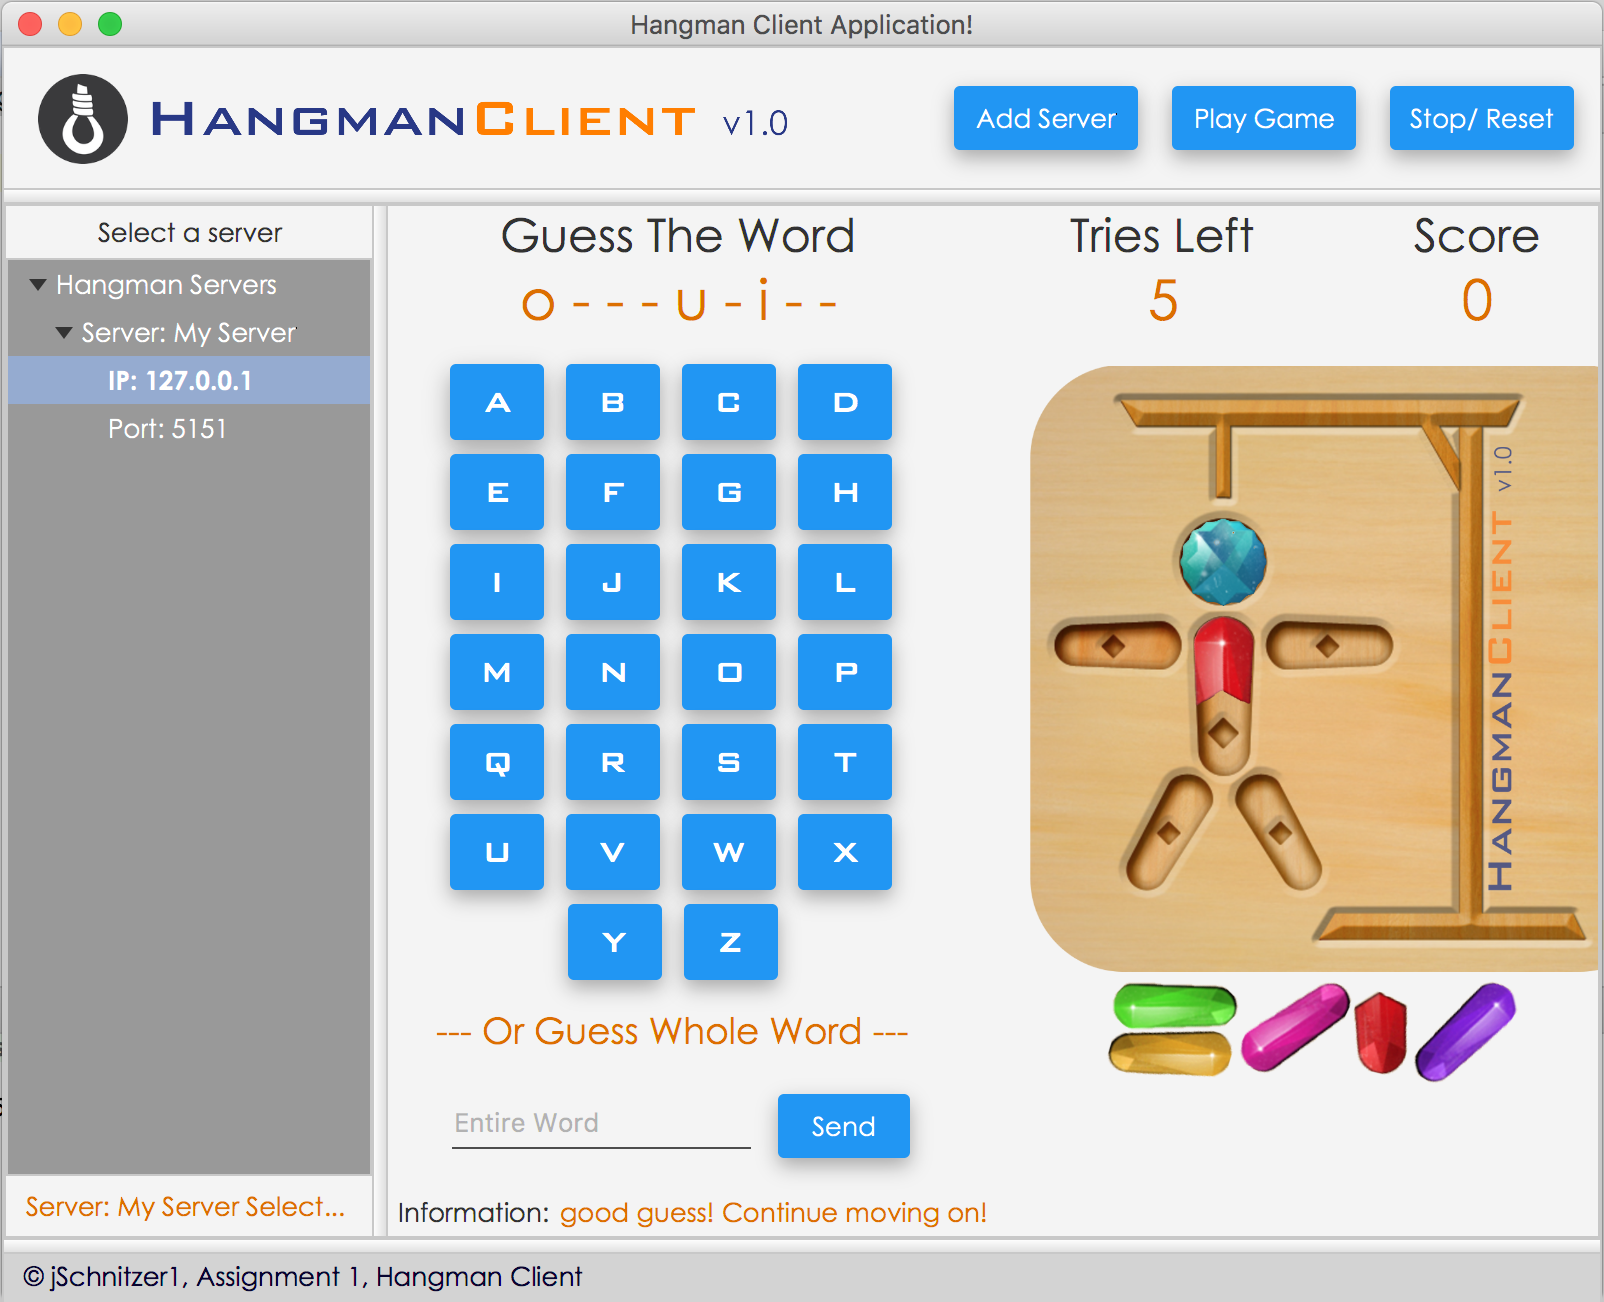 Hangman Client Application!
HANGMANCLIENT v1.0
Add Server
Play Game
Stop/ Reset
Select a server
Hangman Servers
Server: My Server
IP: 127.0.0.1
Port: 5151
Server: My Server Select...
Guess The Word
o - - - u - i - -
Tries Left
5
Score
0
A B C D
E F G H
I J K L
M N O P
Q R S T
U V W X
Y Z
--- Or Guess Whole Word ---
Entire Word
Send
HANGMANCLIENT v1.0
Information: good guess! Continue moving on!
© jSchnitzer1, Assignment 1, Hangman Client